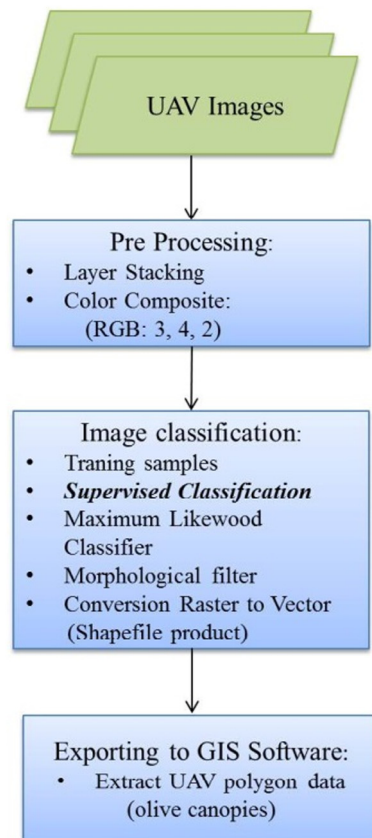 UAV Images
Pre Processing:
• Layer Stacking
• Color Composite:
(RGB: 3, 4, 2)
Image classification:
• Traning samples
• Supervised Classification
• Maximum Likewood
Classifier
• Morphological filter
• Conversion Raster to Vector
(Shapefile product)
Exporting to GIS Software:
• Extract UAV polygon data
(olive canopies)